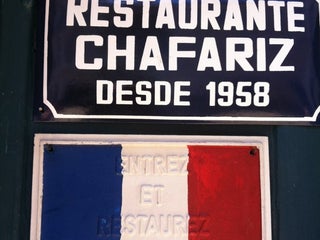 RESTAURANTE
CHAFARIZ
DESDE 1958
ENTREZ
ET
RESTAUREZ